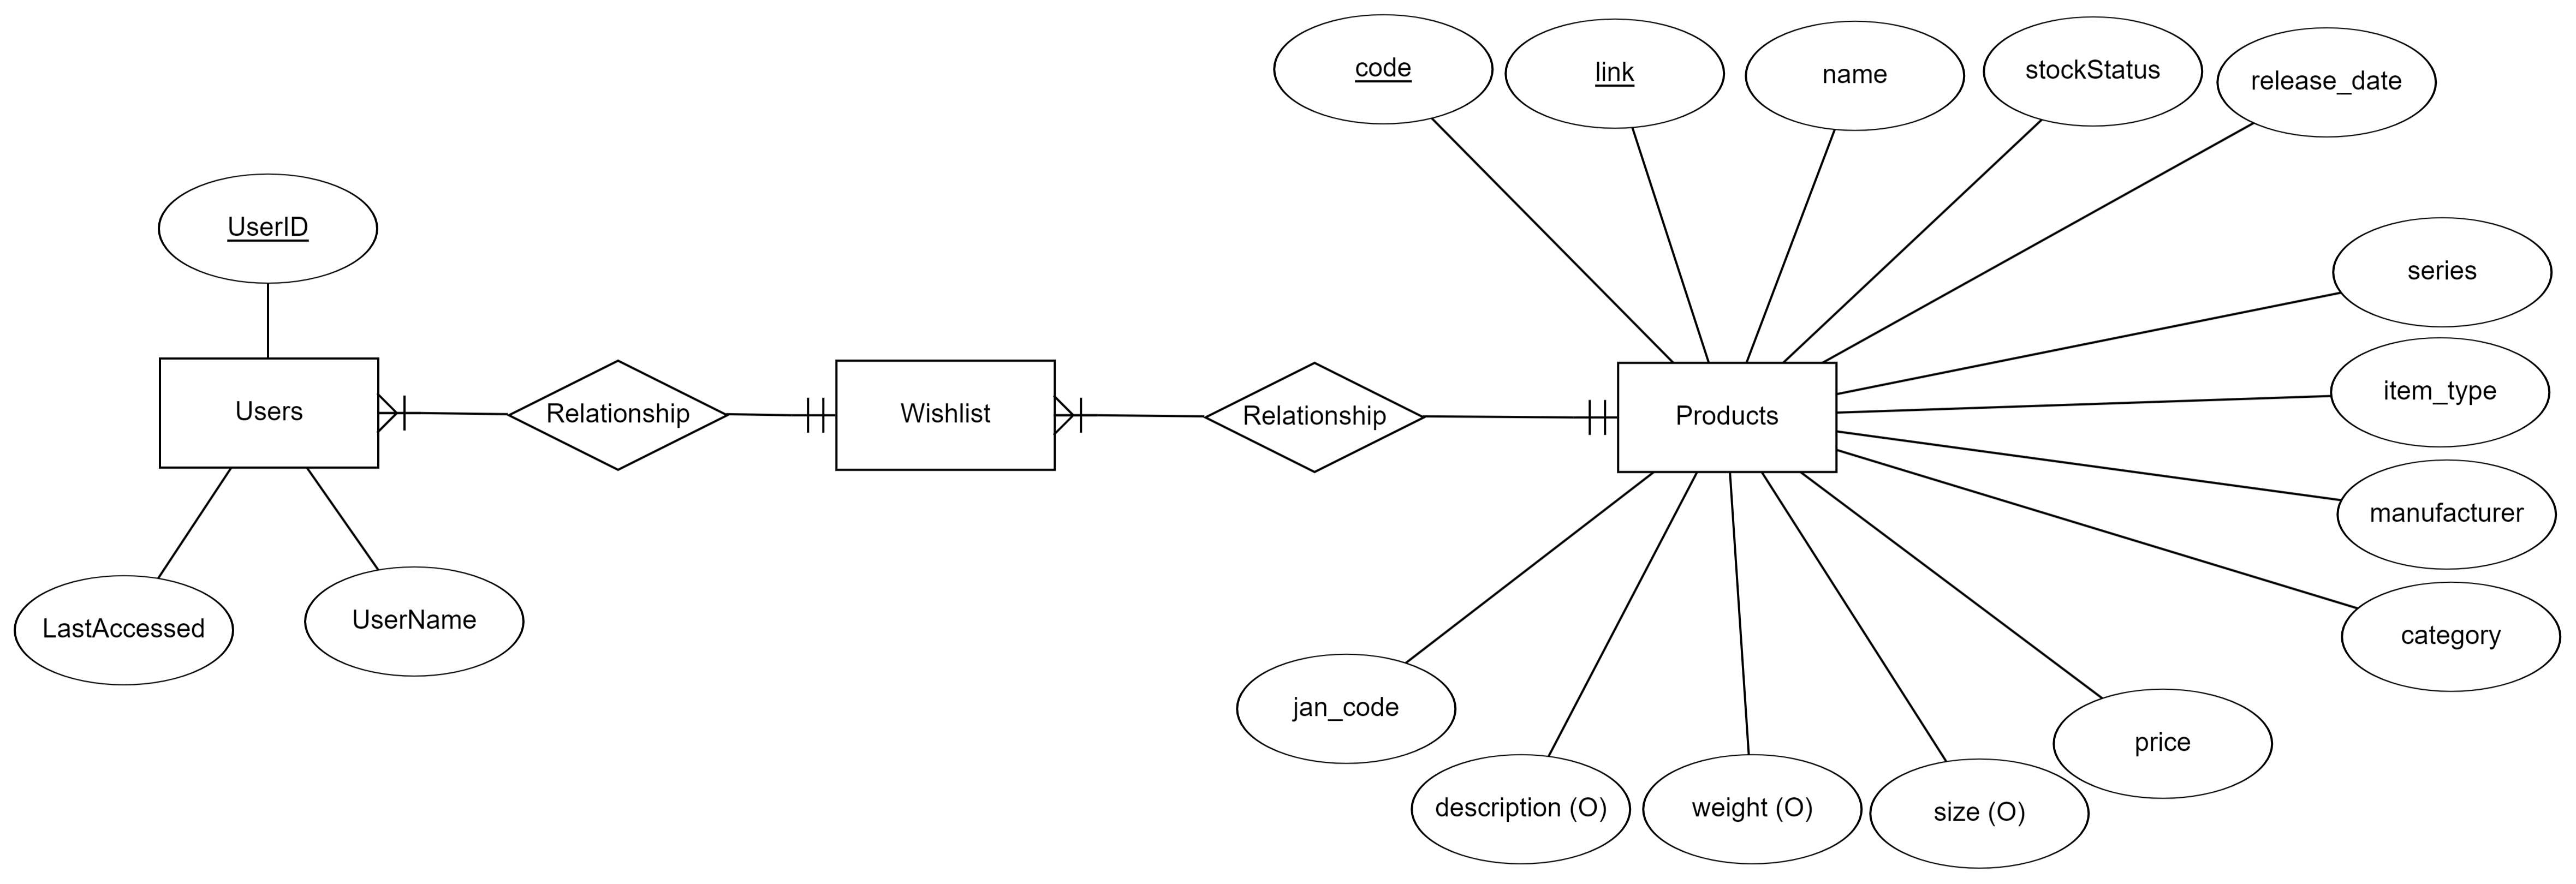 code
link
name
stockStatus
release_date
UserID
series
item_type
Users
Relationship
Wishlist
Relationship
Products
manufacturer
LastAccessed
UserName
category
jan_code
price
description (O)
weight (O)
size (O)